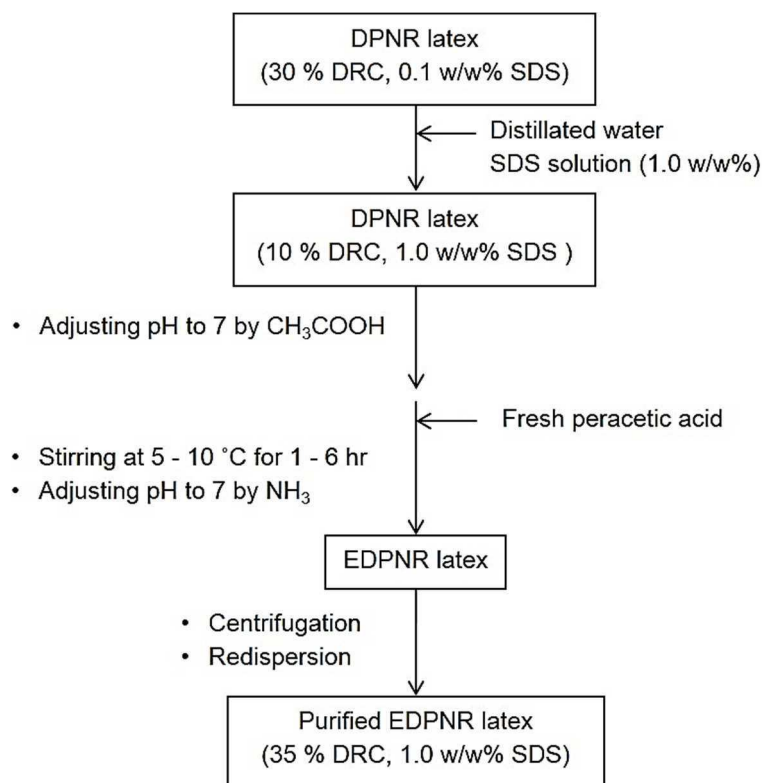 DPNR latex
(30 % DRC, 0.1 w/w% SDS)
Distillated water
SDS solution (1.0 w/w%)
DPNR latex
(10 % DRC, 1.0 w/w% SDS )
• Adjusting pH to 7 by CH₃COOH
Fresh peracetic acid
• Stirring at 5 - 10 ˚C for 1 - 6 hr
• Adjusting pH to 7 by NH₃
EDPNR latex
• Centrifugation
• Redispersion
Purified EDPNR latex
(35 % DRC, 1.0 w/w% SDS)